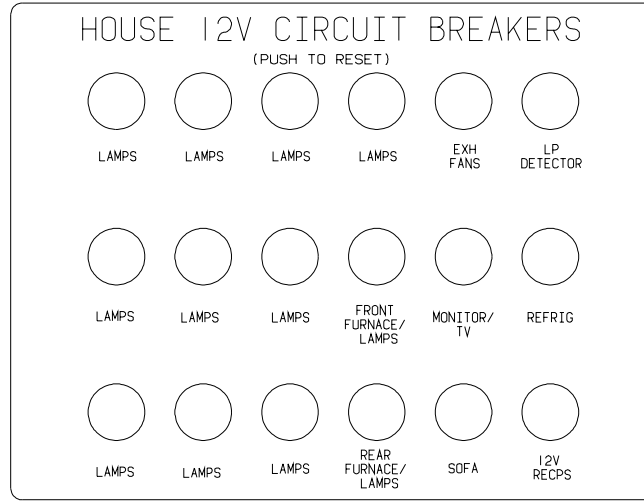 HOUSE 12V CIRCUIT BREAKERS
(PUSH TO RESET)
LAMPS LAMPS LAMPS LAMPS EXH FANS LP DETECTOR
LAMPS LAMPS LAMPS FRONT FURNACE/ LAMPS MONITOR/ TV REFRIG
LAMPS LAMPS LAMPS REAR FURNACE/ LAMPS SOFA 12V RECPS